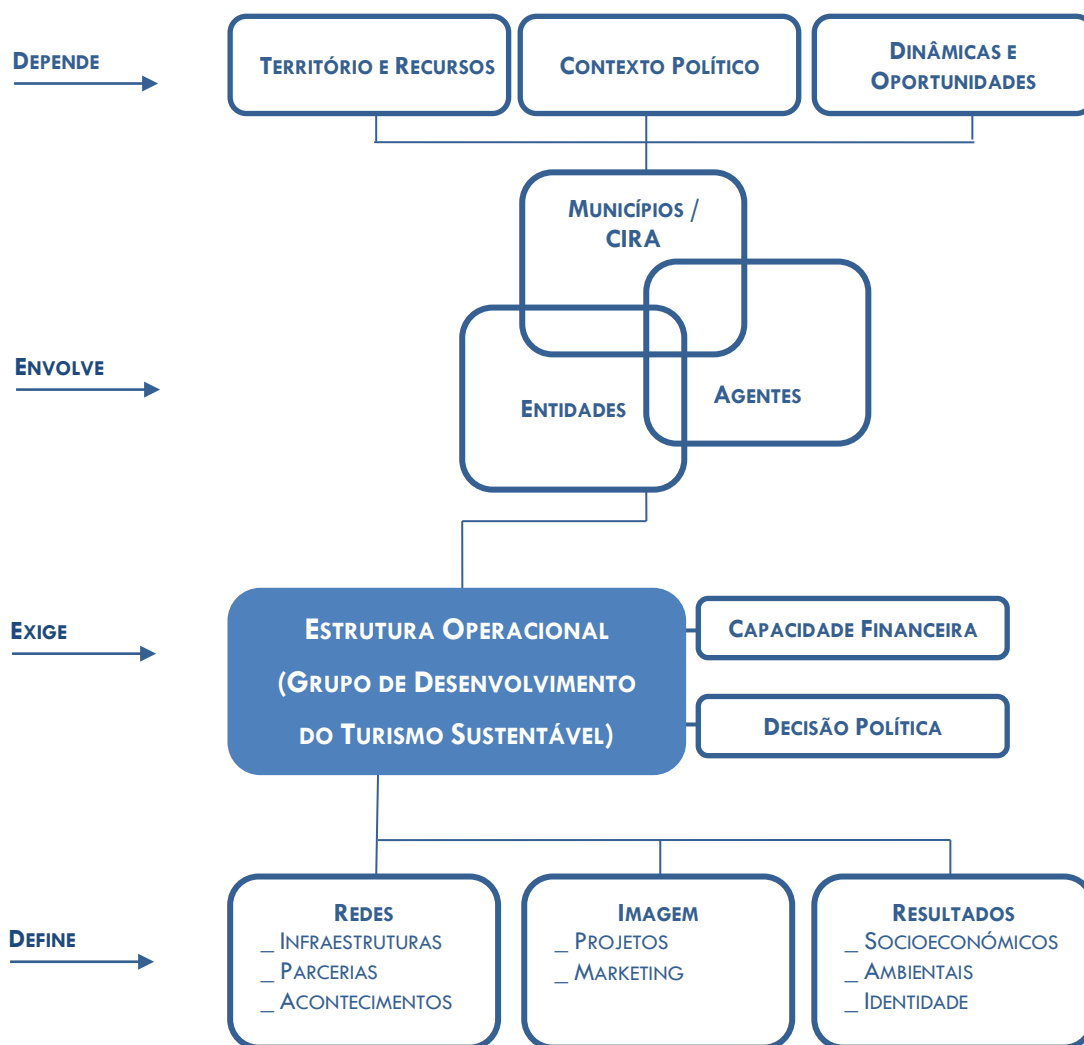 DEPENDE
TERRITÓRIO E RECURSOS
CONTEXTO POLÍTICO
DINÂMICAS E
OPORTUNIDADES
MUNICÍPIOS /
CIRA
ENVOLVE
ENTIDADES
AGENTES
EXIGE
ESTRUTURA OPERACIONAL
(GRUPO DE DESENVOLVIMENTO
DO TURISMO SUSTENTÁVEL)
CAPACIDADE FINANCEIRA
DECISÃO POLÍTICA
DEFINE
REDES
_ INFRAESTRUTURAS
_ PARCERIAS
_ ACONTECIMENTOS
IMAGEM
_ PROJETOS
_ MARKETING
RESULTADOS
_ SOCIOECONÓMICOS
_ AMBIENTAIS
_ IDENTIDADE